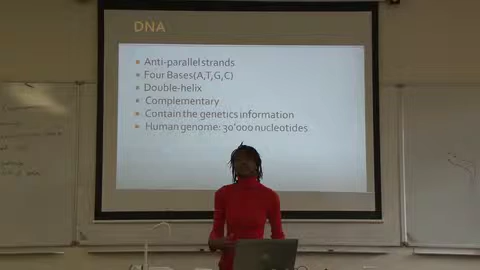 DNA
Anti-parallel strands
Four Bases(A,T,G,C)
Double-helix
Complementary
Contain the genetics information
Human genome: 30'000 nucleotides